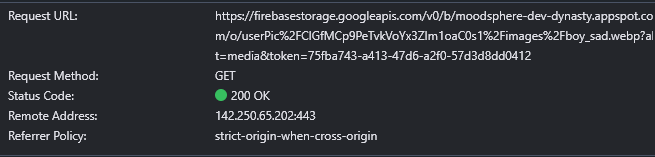 Request URL: https://firebasestorage.googleapis.com/v0/b/moodsphere-dev-dynasty.appspot.co
m/o/userPic%2FCIGfMCp9PeTvkVoYx3ZIm1oaC0s1%2Fimages%2Fboy_sad.webp?al
t=media&token=75fba743-a413-47d6-a2f0-57d3d8dd0412
Request Method: GET
Status Code: 200 OK
Remote Address: 142.250.65.202:443
Referrer Policy: strict-origin-when-cross-origin